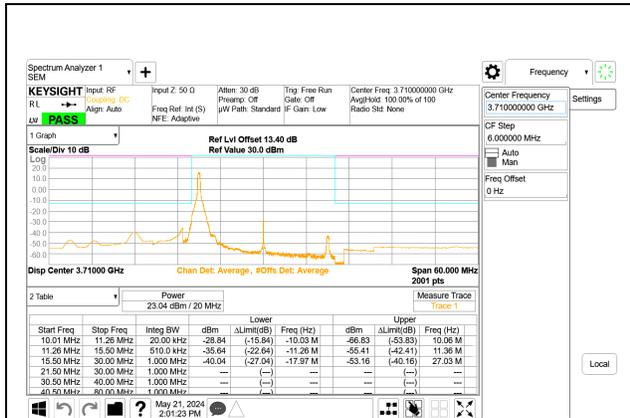 Spectrum Analyzer 1
SEM
Frequency
KEYSIGHT
Input: RF
Input Z: 50 Ω
Atten: 30 dB
Trig: Free Run
Center Freq: 3.710000000 GHz
RL
Coupling: DC
Preamp: Off
Gate: Off
Avg|Hold: 100.00% of 100
Align: Auto
Freq Ref: Int (S)
µW Path: Standard
IF Gain: Low
Radio Std: None
NFE: Adaptive
LXI
PASS
Center Frequency
3.710000000 GHz
Settings
CF Step
6.000000 MHz
Auto
Man
Freq Offset
0 Hz
1 Graph
Ref Lvl Offset 13.40 dB
Scale/Div 10 dB
Ref Value 30.0 dBm
Log
20.0
10.0
0.00
-10.0
-20.0
-30.0
-40.0
-50.0
-60.0
Disp Center 3.71000 GHz
Chan Det: Average , #Offs Det: Average
Span 60.000 MHz
2001 pts
2 Table
Power
23.04 dBm / 20 MHz
Measure Trace
Trace 1
Lower
Upper
Start Freq Stop Freq Integ BW dBm ΔLimit(dB) Freq (Hz) dBm ΔLimit(dB) Freq (Hz)
10.01 MHz 11.26 MHz 20.00 kHz -28.84 (-15.84) -10.03 M -66.83 (-53.83) 10.06 M
11.26 MHz 15.50 MHz 510.0 kHz -35.64 (-22.64) -11.26 M -55.41 (-42.41) 11.36 M
15.50 MHz 30.00 MHz 1.000 MHz -40.04 (-27.04) -17.97 M -53.16 (-40.16) 27.03 M
21.50 MHz 30.00 MHz 1.000 MHz --- (---) --- --- (---) ---
30.50 MHz 40.00 MHz 1.000 MHz --- (---) --- --- (---) ---
40.50 MHz 80.00 MHz 1.000 MHz --- (---) --- --- (---) ---
Local
?
May 21, 2024
2:01:23 PM